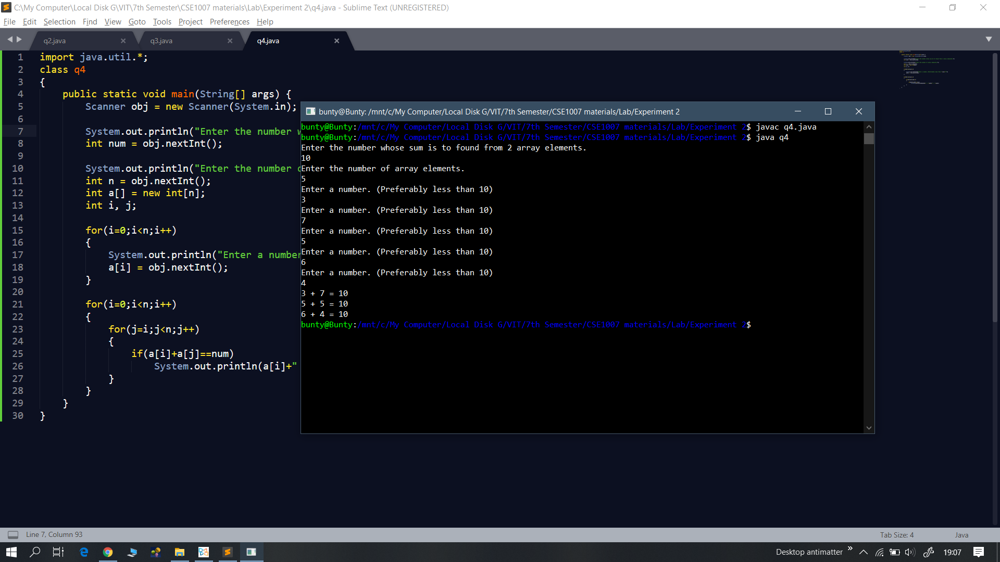 C:\My Computer\Local Disk G\VIT\7th Semester\CSE1007 materials\Lab\Experiment 2\q4.java - Sublime Text (UNREGISTERED)
File Edit Selection Find View Goto Tools Project Preferences Help
q2.java q3.java q4.java
1 import java.util.*;
2 class q4
3 {
4 public static void main(String[] args) {
5 Scanner obj = new Scanner(System.in);
6
7 System.out.println("Enter the number
8 int num = obj.nextInt();
9
10 System.out.println("Enter the number
11 int n = obj.nextInt();
12 int a[] = new int[n];
13 int i, j;
14
15 for(i=0;i<n;i++)
16 {
17 System.out.println("Enter a number
18 a[i] = obj.nextInt();
19 }
20
21 for(i=0;i<n;i++)
22 {
23 for(j=i;j<n;j++)
24 {
25 if(a[i]+a[j]==num)
26 System.out.println(a[i]+"
27 }
28 }
29 }
30 }
bunty@Bunty: /mnt/c/My Computer/Local Disk G/VIT/7th Semester/CSE1007 materials/Lab/Experiment 2
bunty@Bunty:/mnt/c/My Computer/Local Disk G/VIT/7th Semester/CSE1007 materials/Lab/Experiment 2$ javac q4.java
bunty@Bunty:/mnt/c/My Computer/Local Disk G/VIT/7th Semester/CSE1007 materials/Lab/Experiment 2$ java q4
Enter the number whose sum is to found from 2 array elements.
10
Enter the number of array elements.
5
Enter a number. (Preferably less than 10)
3
Enter a number. (Preferably less than 10)
7
Enter a number. (Preferably less than 10)
5
Enter a number. (Preferably less than 10)
6
Enter a number. (Preferably less than 10)
4
3 + 7 = 10
5 + 5 = 10
6 + 4 = 10
bunty@Bunty:/mnt/c/My Computer/Local Disk G/VIT/7th Semester/CSE1007 materials/Lab/Experiment 2$
Line 7, Column 93 Tab Size: 4 Java
Desktop antimatter 19:07